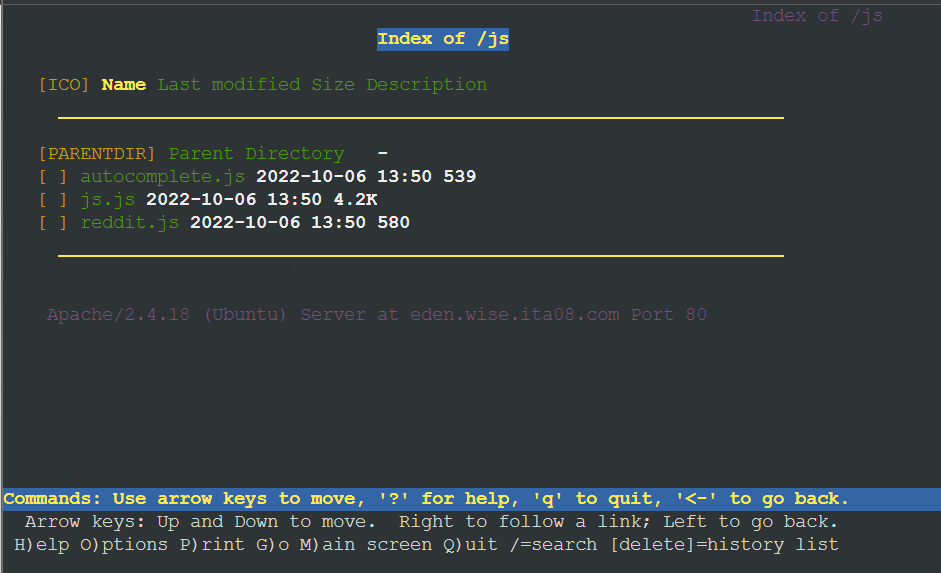 Index of /js
Index of /js
[ICO] Name Last modified Size Description
[PARENTDIR] Parent Directory   -
[ ] autocomplete.js 2022-10-06 13:50 539
[ ] js.js 2022-10-06 13:50 4.2K
[ ] reddit.js 2022-10-06 13:50 580
Apache/2.4.18 (Ubuntu) Server at eden.wise.ita08.com Port 80
Commands: Use arrow keys to move, '?' for help, 'q' to quit, '<-' to go back.
Arrow keys: Up and Down to move.  Right to follow a link; Left to go back.
H)elp O)ptions P)rint G)o M)ain screen Q)uit /=search [delete]=history list